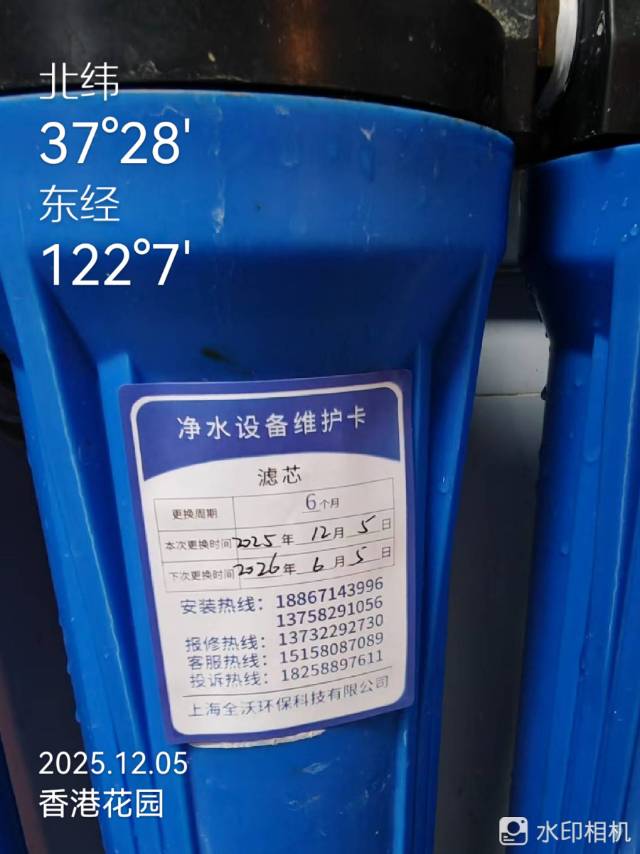 北纬
37°28'
东经
122°7'
净水设备维护卡
滤芯
更换周期 6个月
本次更换时间 2025年 12月 5日
下次更换时间 2026年 6月 5日
安装热线：18867143996
13758291056
报修热线：13732292730
客服热线：15158087089
投诉热线：18258897611
上海全沃环保科技有限公司
2025.12.05
香港花园
水印相机